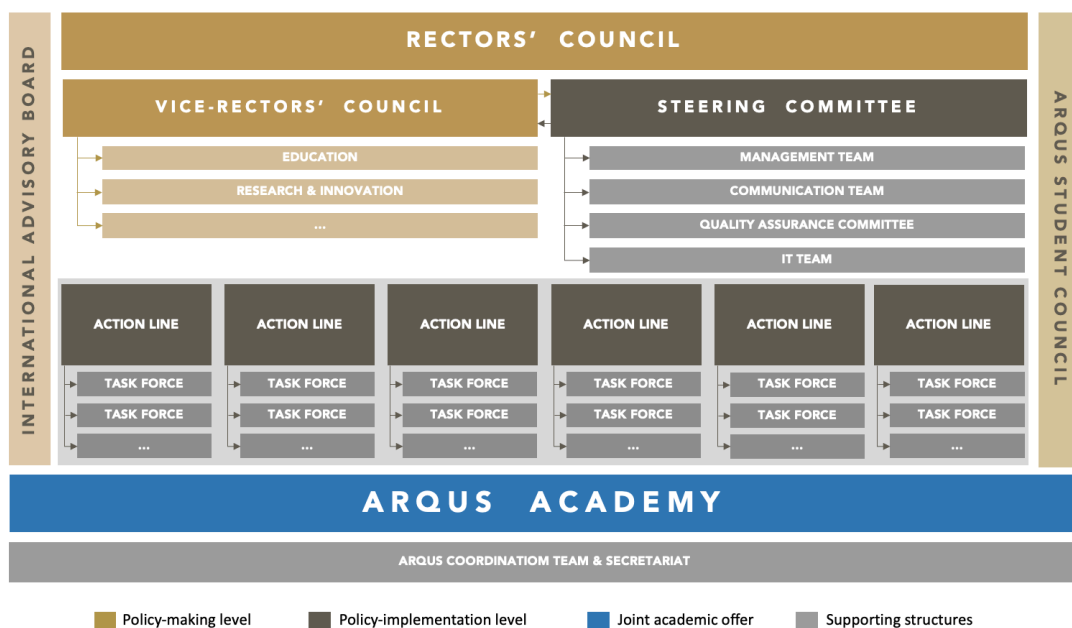 RECTORS’ COUNCIL
INTERNATIONAL ADVISORY BOARD
ARQUS STUDENT COUNCIL
VICE-RECTORS’ COUNCIL
EDUCATION
RESEARCH & INNOVATION
...
STEERING COMMITTEE
MANAGEMENT TEAM
COMMUNICATION TEAM
QUALITY ASSURANCE COMMITTEE
IT TEAM
ACTION LINE
TASK FORCE
TASK FORCE
...
ACTION LINE
TASK FORCE
TASK FORCE
...
ACTION LINE
TASK FORCE
TASK FORCE
...
ACTION LINE
TASK FORCE
TASK FORCE
...
ACTION LINE
TASK FORCE
TASK FORCE
...
ACTION LINE
TASK FORCE
TASK FORCE
...
ARQUS ACADEMY
ARQUS COORDINATIOM TEAM & SECRETARIAT
Policy-making level
Policy-implementation level
Joint academic offer
Supporting structures